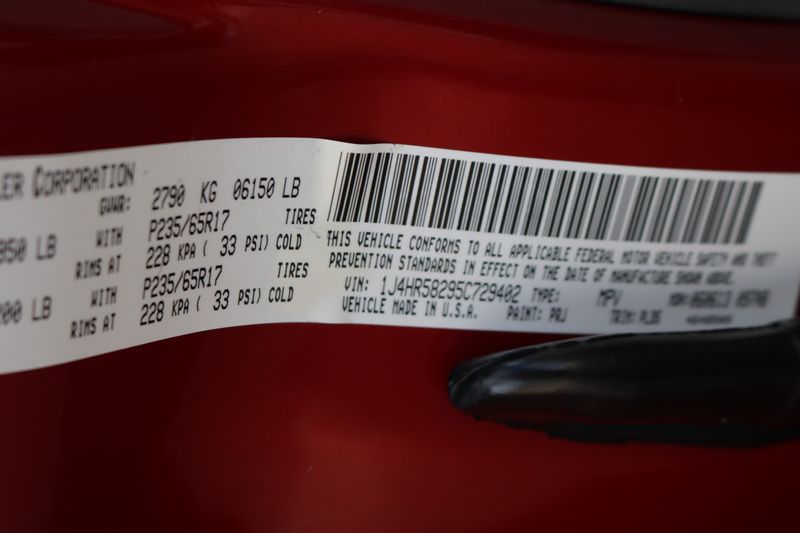 LER CORPORATION
GVWR: 2790 KG 06150 LB
850 LB WITH P235/65R17 TIRES
RIMS AT 228 KPA ( 33 PSI) COLD
WITH P235/65R17 TIRES
200 LB RIMS AT 228 KPA ( 33 PSI) COLD
THIS VEHICLE CONFORMS TO ALL APPLICABLE FEDERAL MOTOR VEHICLE SAFETY AND THEFT
PREVENTION STANDARDS IN EFFECT ON THE DATE OF MANUFACTURE SHOWN ABOVE.
VIN: 1J4HR58295C729402 TYPE: MPV MDH:
VEHICLE MADE IN U.S.A. PAINT: PRJ TRIM: